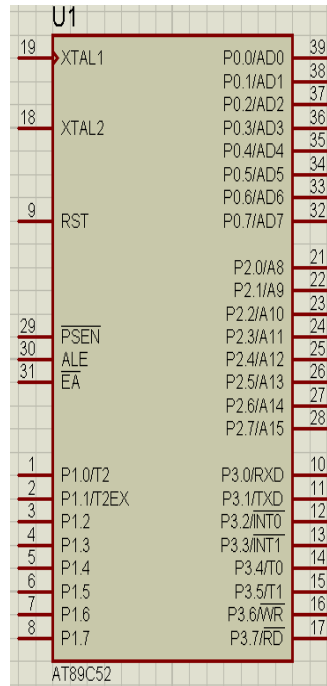 U1
19 XTAL1 P0.0/AD0 39
P0.1/AD1 38
P0.2/AD2 37
18 XTAL2 P0.3/AD3 36
P0.4/AD4 35
P0.5/AD5 34
P0.6/AD6 33
9 RST P0.7/AD7 32
P2.0/A8 21
P2.1/A9 22
P2.2/A10 23
29 PSEN P2.3/A11 24
30 ALE P2.4/A12 25
31 EA P2.5/A13 26
P2.6/A14 27
P2.7/A15 28
1 P1.0/T2 P3.0/RXD 10
2 P1.1/T2EX P3.1/TXD 11
3 P1.2 P3.2/INT0 12
4 P1.3 P3.3/INT1 13
5 P1.4 P3.4/T0 14
6 P1.5 P3.5/T1 15
7 P1.6 P3.6/WR 16
8 P1.7 P3.7/RD 17
AT89C52